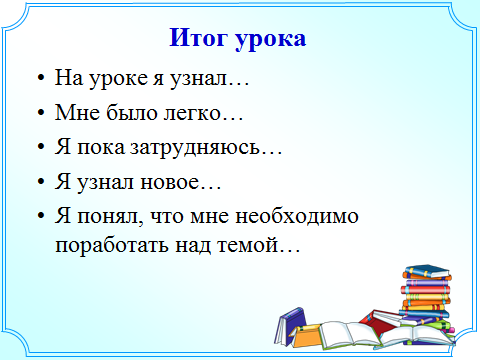 Итог урока
• На уроке я узнал…
• Мне было легко…
• Я пока затрудняюсь…
• Я узнал новое…
• Я понял, что мне необходимо
поработать над темой…